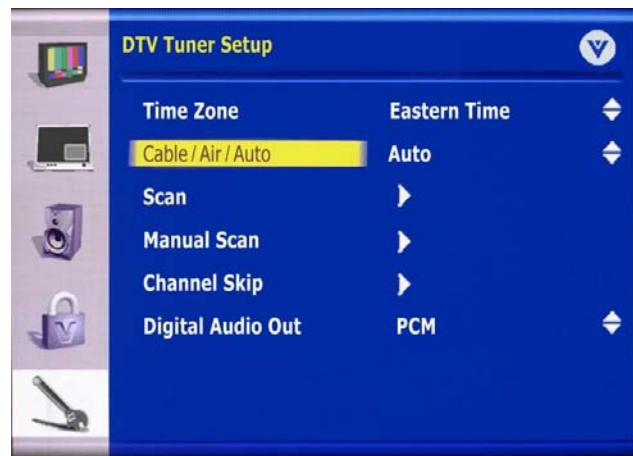 DTV Tuner Setup
Time Zone Eastern Time
Cable / Air / Auto Auto
Scan
Manual Scan
Channel Skip
Digital Audio Out PCM